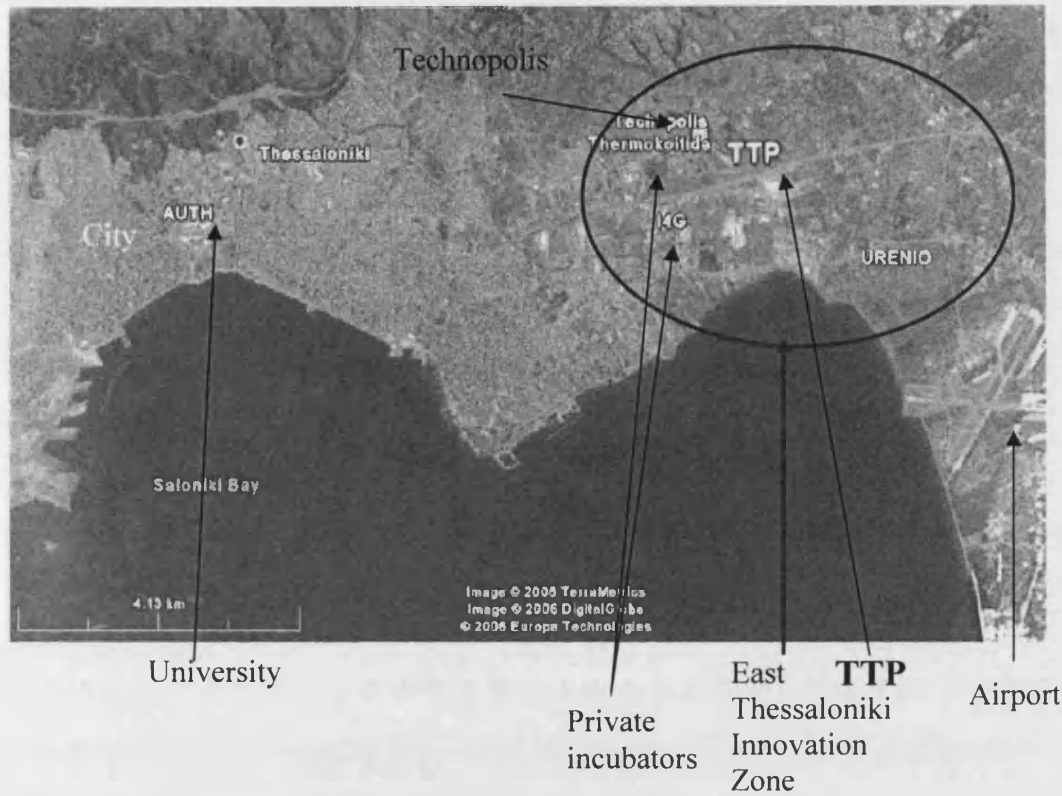 Technopolis
Technopolis
Thermokoitida
TTP
Thessaloniki
AUTH
City
I4G
URENIO
Saloniki Bay
4.13 km
Image © 2006 TerraMetrics
Image © 2006 DigitalGlobe
© 2006 Europa Technologies
University
Private
incubators
East
Thessaloniki
Innovation
Zone
TTP
Airport